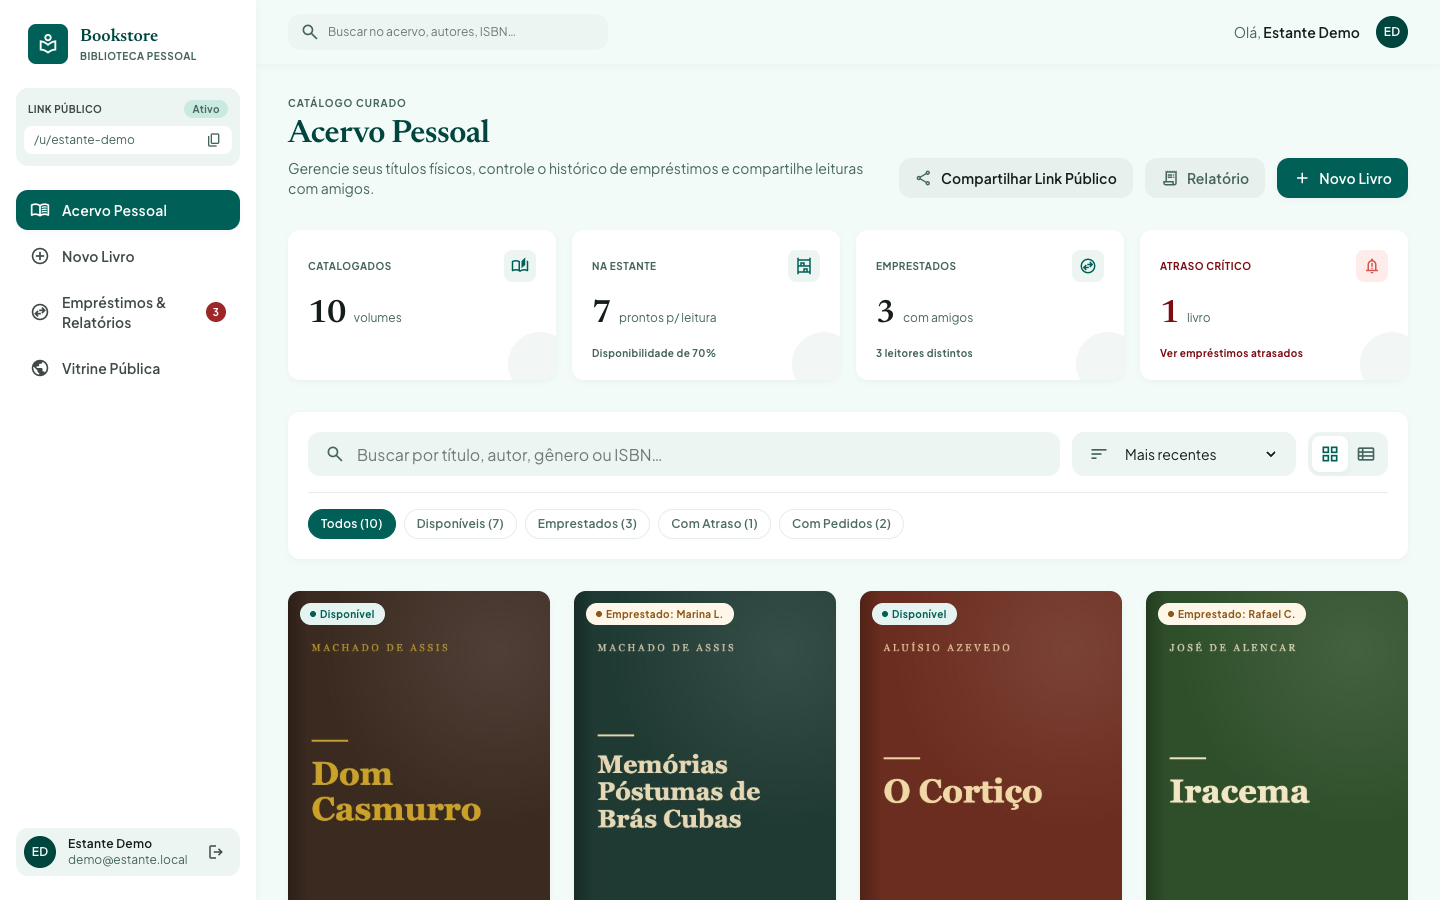 Bookstore
BIBLIOTECA PESSOAL
LINK PÚBLICO
Ativo
/u/estante-demo
Acervo Pessoal
Novo Livro
Empréstimos &
Relatórios
3
Vitrine Pública
ED
Estante Demo
demo@estante.local
Buscar no acervo, autores, ISBN...
Olá, Estante Demo
ED
CATÁLOGO CURADO
Acervo Pessoal
Gerencie seus títulos físicos, controle o histórico de empréstimos e compartilhe leituras
com amigos.
Compartilhar Link Público
Relatório
Novo Livro
CATALOGADOS
10 volumes
NA ESTANTE
7 prontos p/ leitura
Disponibilidade de 70%
EMPRESTADOS
3 com amigos
3 leitores distintos
ATRASO CRÍTICO
1 livro
Ver empréstimos atrasados
Buscar por título, autor, gênero ou ISBN...
Mais recentes
Todos (10)
Disponíveis (7)
Emprestados (3)
Com Atraso (1)
Com Pedidos (2)
Disponível
MACHADO DE ASSIS
Dom
Casmurro
Emprestado: Marina L.
MACHADO DE ASSIS
Memórias
Póstumas de
Brás Cubas
Disponível
ALUÍSIO AZEVEDO
O Cortiço
Emprestado: Rafael C.
JOSÉ DE ALENCAR
Iracema